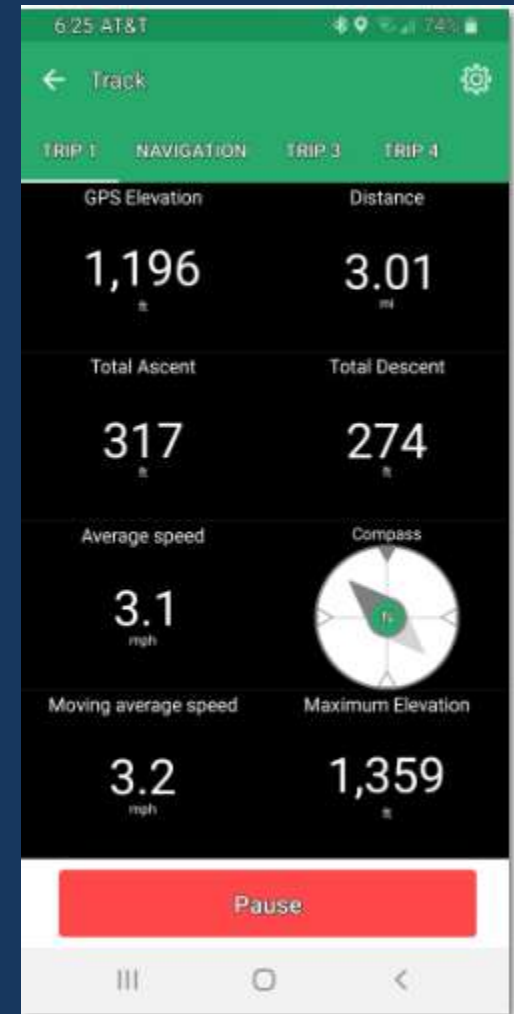 6:25 AT&T 74%
Track
TRIP 1 NAVIGATION TRIP 3 TRIP 4
GPS Elevation Distance
1,196 3.01
ft mi
Total Ascent Total Descent
317 274
ft ft
Average speed Compass
3.1
mph
Moving average speed Maximum Elevation
3.2 1,359
mph ft
Pause